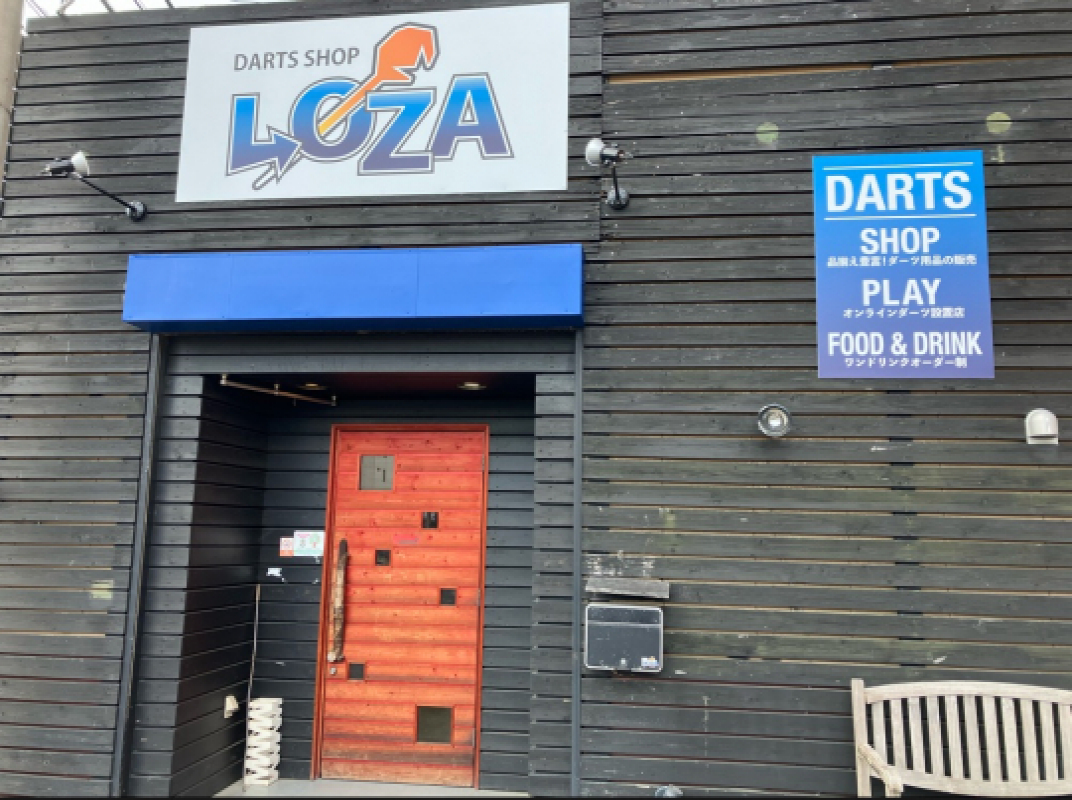 DARTS SHOP
LOZA
DARTS
SHOP
品揃え豊富!ダーツ用品の販売
PLAY
オンラインダーツ設置店
FOOD & DRINK
ワンドリンクオーダー制